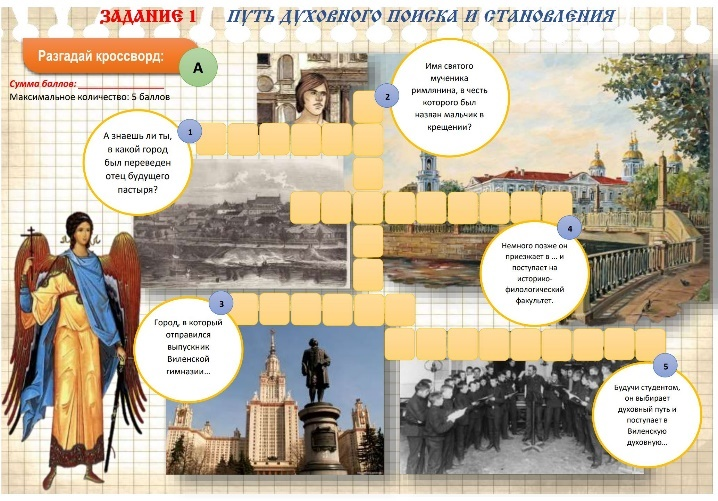 ЗАДАНИЕ 1 ПУТЬ ДУХОВНОГО ПОИСКА И СТАНОВЛЕНИЯ
Разгадай кроссворд:
А
Сумма баллов:
Максимальное количество: 5 баллов
1
А знаешь ли ты,
в какой город
был переведен
отец будущего
пастыря?
2
Имя святого
мученика
римлянина, в честь
которого был
назван мальчик в
крещении?
3
Город, в который
отправился
выпускник
Виленской
гимназии...
4
Немного позже он
приезжает в ... и
поступает на
историко-
филологический
факультет.
5
Будучи студентом,
он выбирает
духовный путь и
поступает в
Виленскую
духовную...